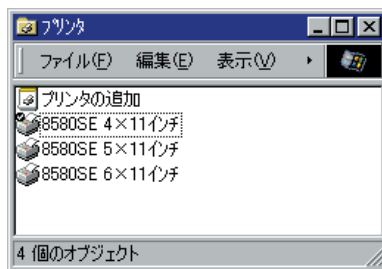 プリンタ
ファイル(F) 編集(E) 表示(V)
プリンタの追加
8580SE 4×11インチ
8580SE 5×11インチ
8580SE 6×11インチ
4 個のオブジェクト